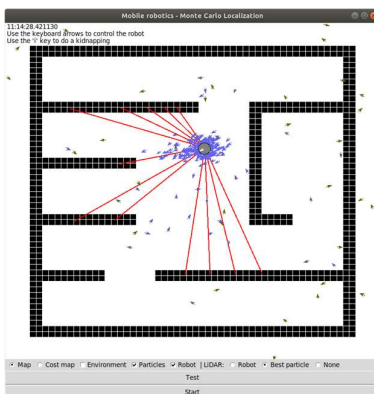 Mobile robotics - Monte Carlo Localization
11:14:28.421130
Use the keyboard arrows to control the robot
Use the 'i' key to do a kidnapping
Map Cost map Environment Particles Robot | LiDAR: Robot Best particle None
Test
Start